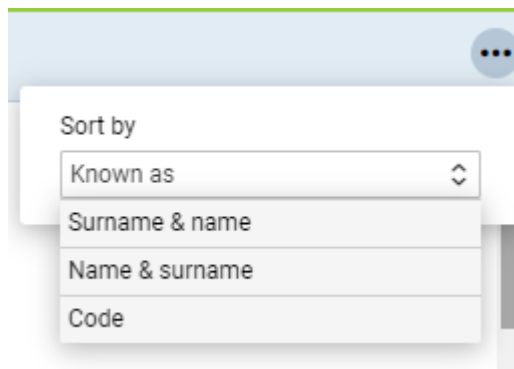 Sort by
Known as
Surname & name
Name & surname
Code